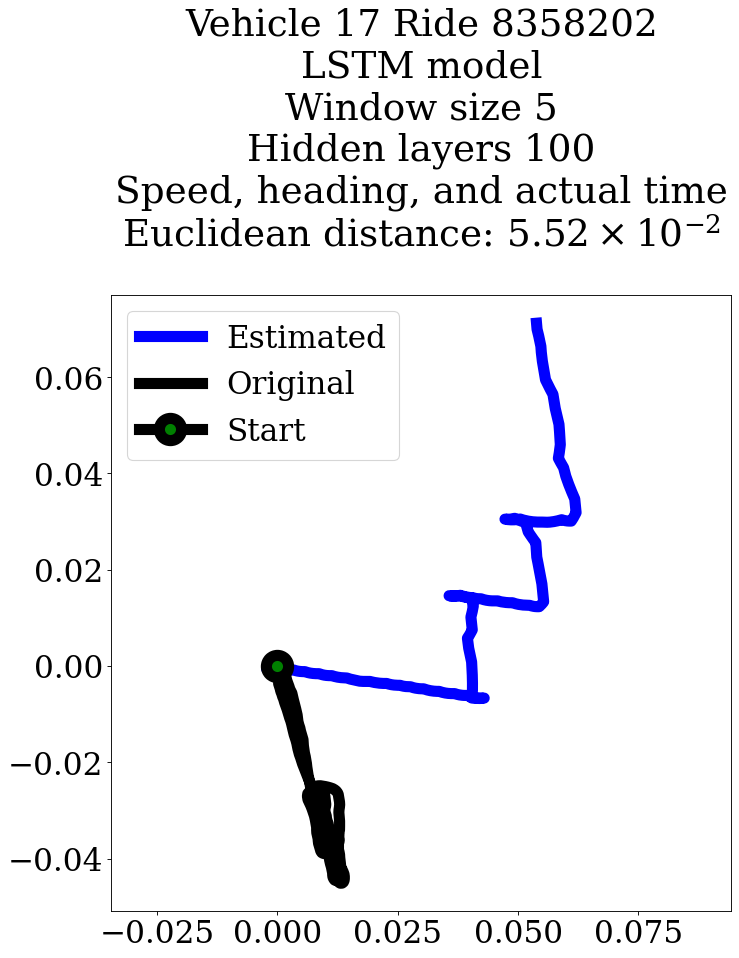 Vehicle 17 Ride 8358202
LSTM model
Window size 5
Hidden layers 100
Speed, heading, and actual time
Euclidean distance: 5.52 × 10⁻²
Estimated
Original
Start
0.06
0.04
0.02
0.00
−0.02
−0.04
−0.025 0.000 0.025 0.050 0.075